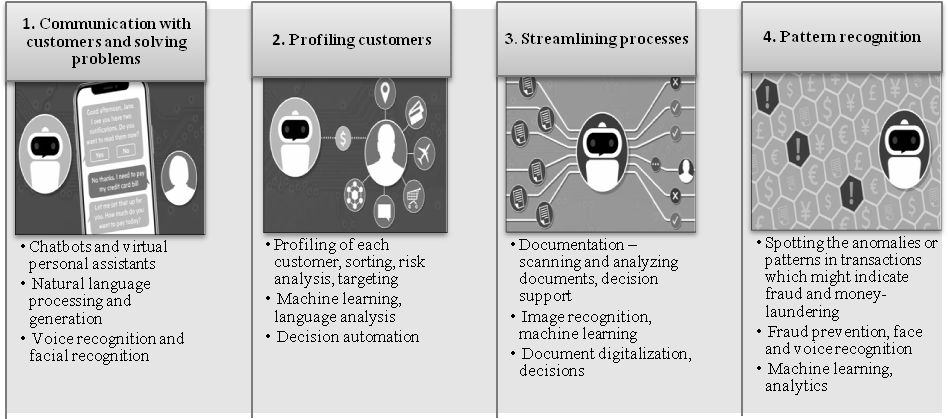 1. Communication with
customers and solving
problems
Good afternoon, Jane.
I see you have two
notifications. Do you
want to read them now?
Yes No
No thanks. I need to pay
my credit card bill
Let me set that up for
you. How much do you
want to pay today?
• Chatbots and virtual
personal assistants
• Natural language
processing and
generation
• Voice recognition and
facial recognition
2. Profiling customers
$
• Profiling of each
customer, sorting, risk
analysis, targeting
• Machine learning,
language analysis
• Decision automation
3. Streamlining processes
• Documentation –
scanning and analyzing
documents, decision
support
• Image recognition,
machine learning
• Document digitalization,
decisions
4. Pattern recognition
• Spotting the anomalies or
patterns in transactions
which might indicate
fraud and money-
laundering
• Fraud prevention, face
and voice recognition
• Machine learning,
analytics